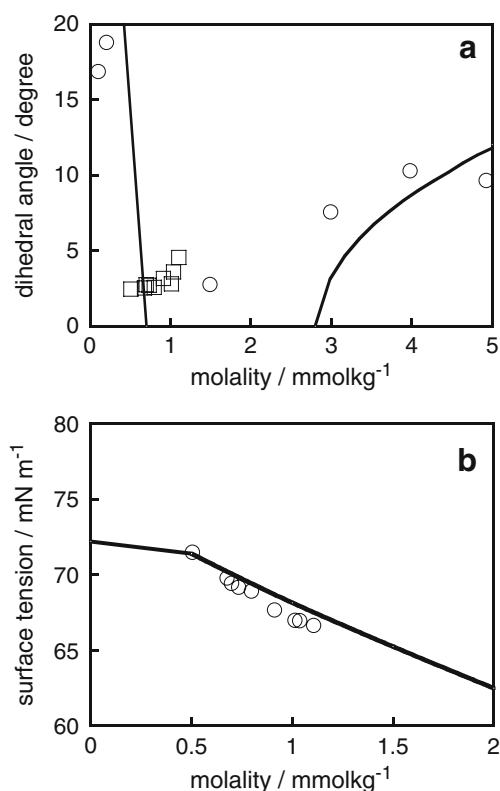 20
a
15
10
5
0
dihedral angle / degree
0 1 2 3 4 5
molality / mmolkg-1
80
b
75
70
65
60
surface tension / mN m-1
0 0.5 1 1.5 2
molality / mmolkg-1